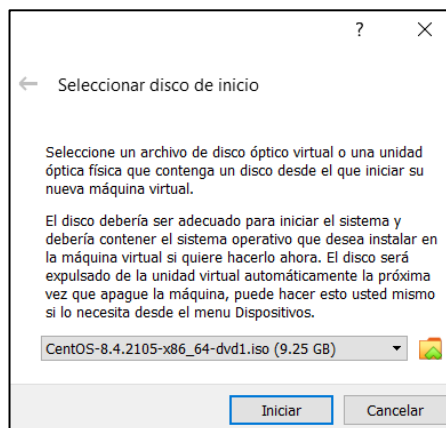 ?
Seleccionar disco de inicio
Seleccione un archivo de disco óptico virtual o una unidad
óptica física que contenga un disco desde el que iniciar su
nueva máquina virtual.
El disco debería ser adecuado para iniciar el sistema y
debería contener el sistema operativo que desea instalar en
la máquina virtual si quiere hacerlo ahora. El disco será
expulsado de la unidad virtual automáticamente la próxima
vez que apague la máquina, puede hacer esto usted mismo
si lo necesita desde el menu Dispositivos.
CentOS-8.4.2105-x86_64-dvd1.iso (9.25 GB)
Iniciar Cancelar